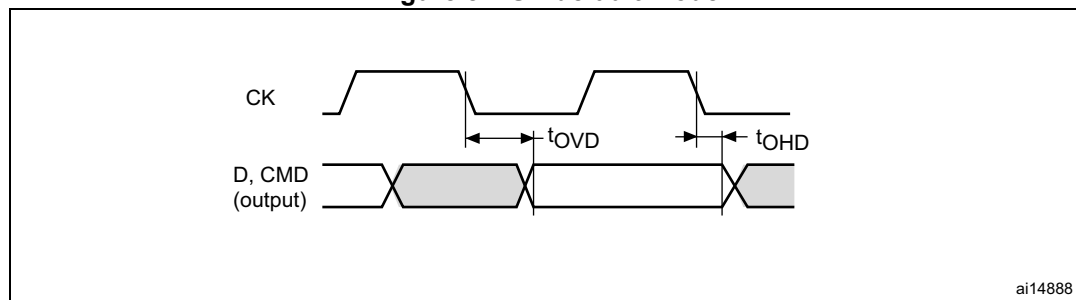 CK
tOVD
tOHD
D, CMD
(output)
ai14888